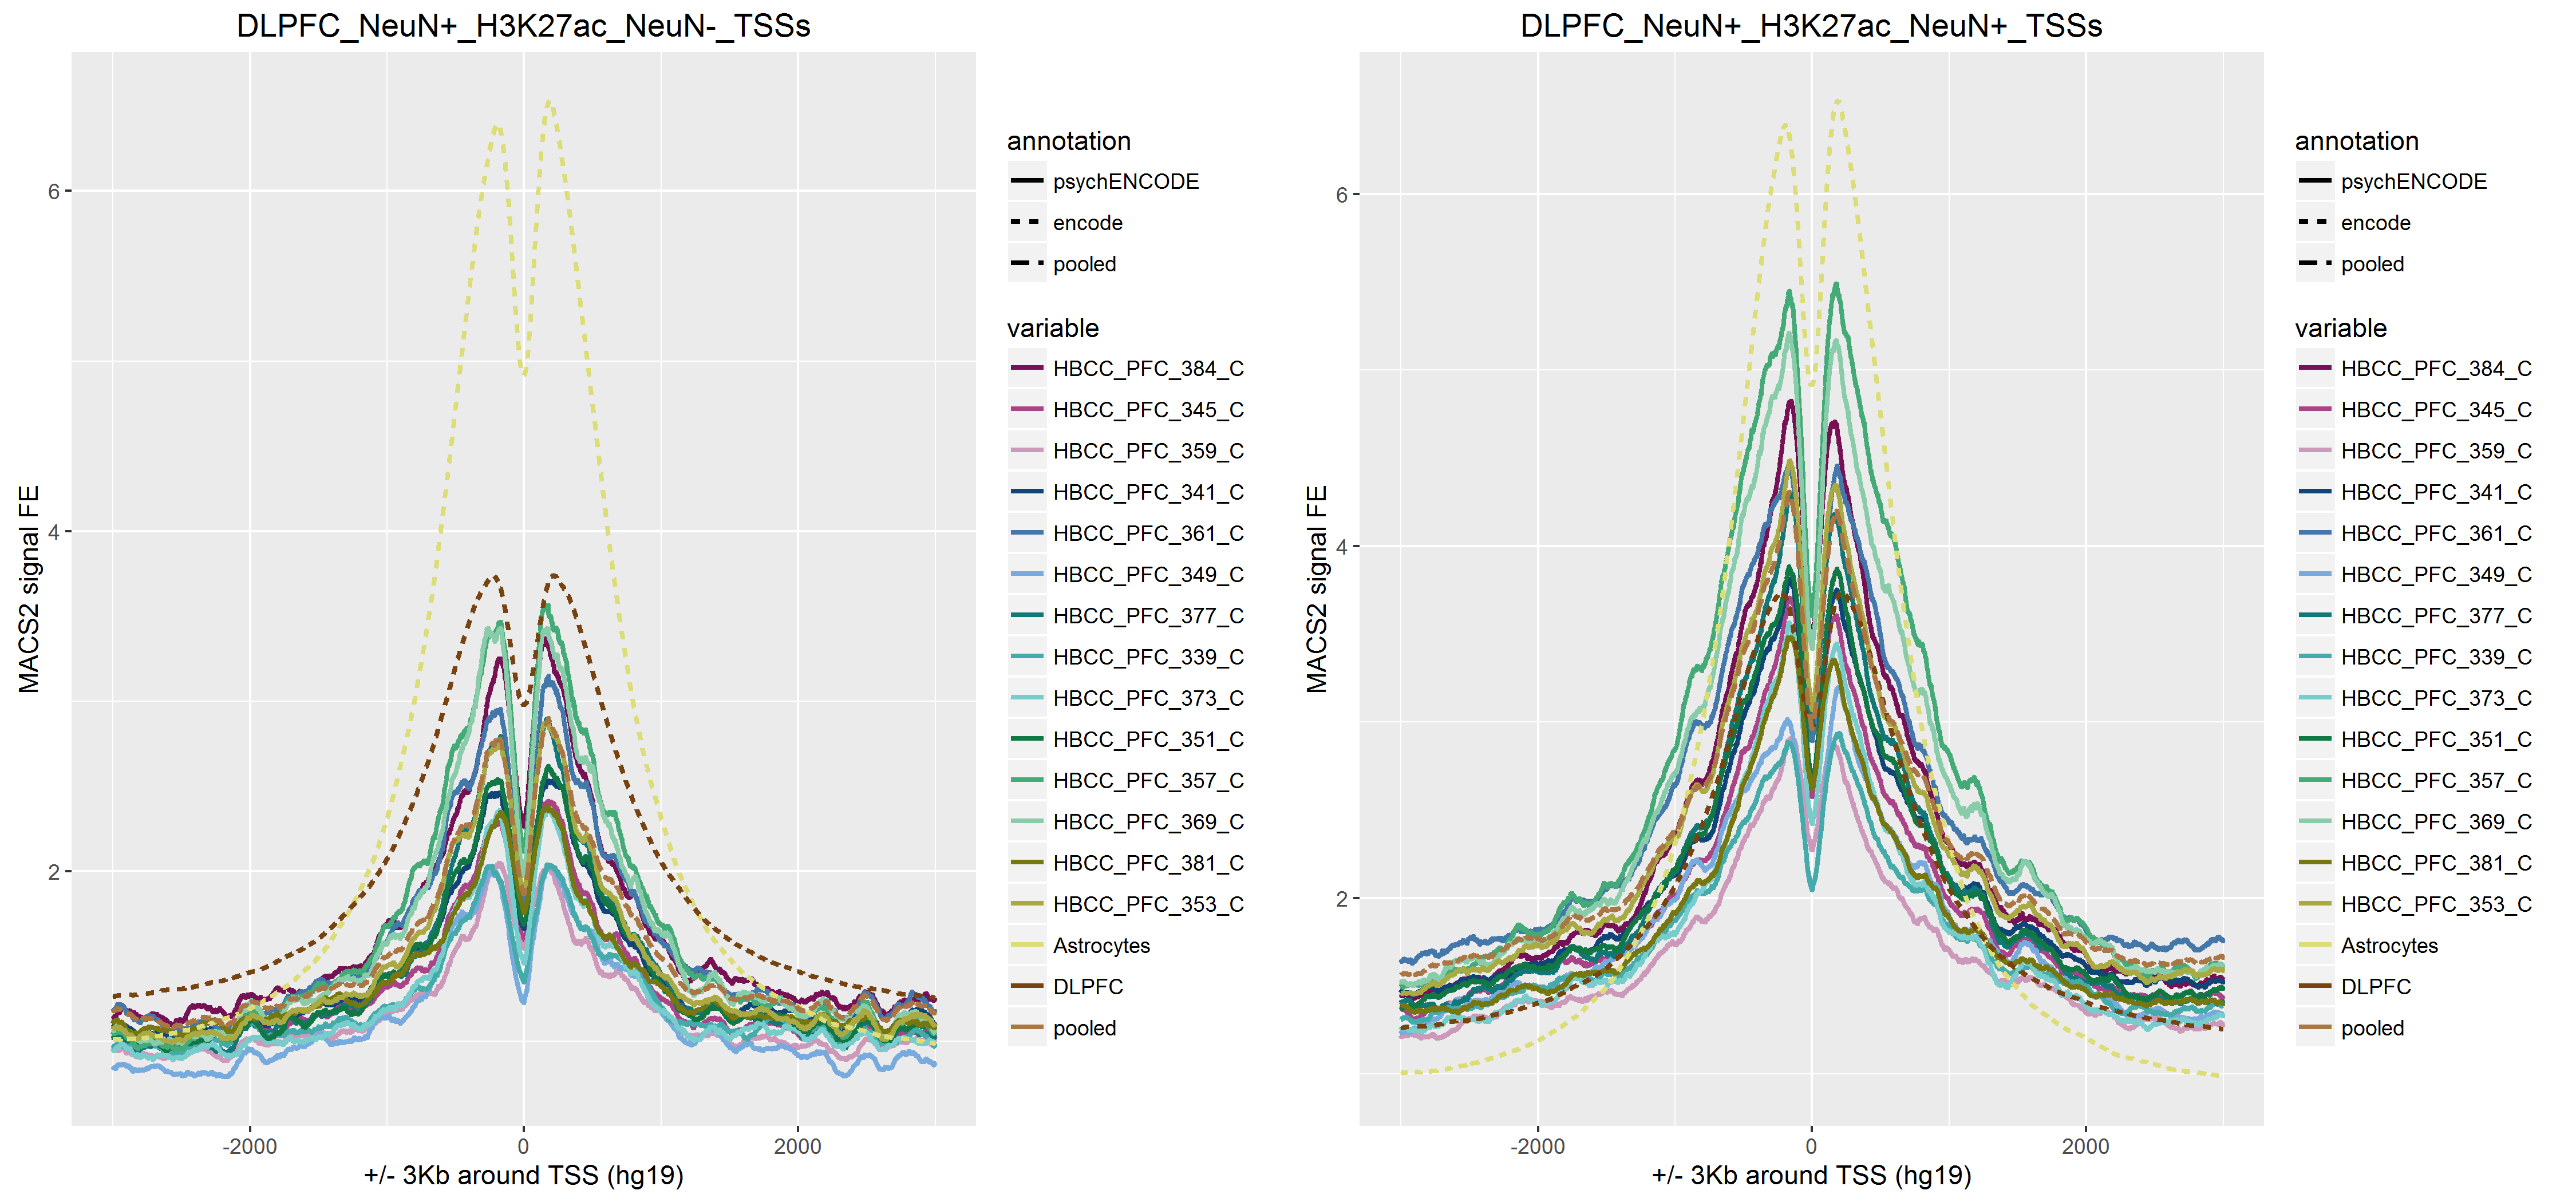 DLPFC_NeuN+_H3K27ac_NeuN-_TSSs
MACS2 signal FE
6
4
2
-2000
0
2000
+/- 3Kb around TSS (hg19)
annotation
psychENCODE
encode
pooled
variable
HBCC_PFC_384_C
HBCC_PFC_345_C
HBCC_PFC_359_C
HBCC_PFC_341_C
HBCC_PFC_361_C
HBCC_PFC_349_C
HBCC_PFC_377_C
HBCC_PFC_339_C
HBCC_PFC_373_C
HBCC_PFC_351_C
HBCC_PFC_357_C
HBCC_PFC_369_C
HBCC_PFC_381_C
HBCC_PFC_353_C
Astrocytes
DLPFC
pooled
DLPFC_NeuN+_H3K27ac_NeuN+_TSSs
MACS2 signal FE
6
4
2
-2000
0
2000
+/- 3Kb around TSS (hg19)
annotation
psychENCODE
encode
pooled
variable
HBCC_PFC_384_C
HBCC_PFC_345_C
HBCC_PFC_359_C
HBCC_PFC_341_C
HBCC_PFC_361_C
HBCC_PFC_349_C
HBCC_PFC_377_C
HBCC_PFC_339_C
HBCC_PFC_373_C
HBCC_PFC_351_C
HBCC_PFC_357_C
HBCC_PFC_369_C
HBCC_PFC_381_C
HBCC_PFC_353_C
Astrocytes
DLPFC
pooled